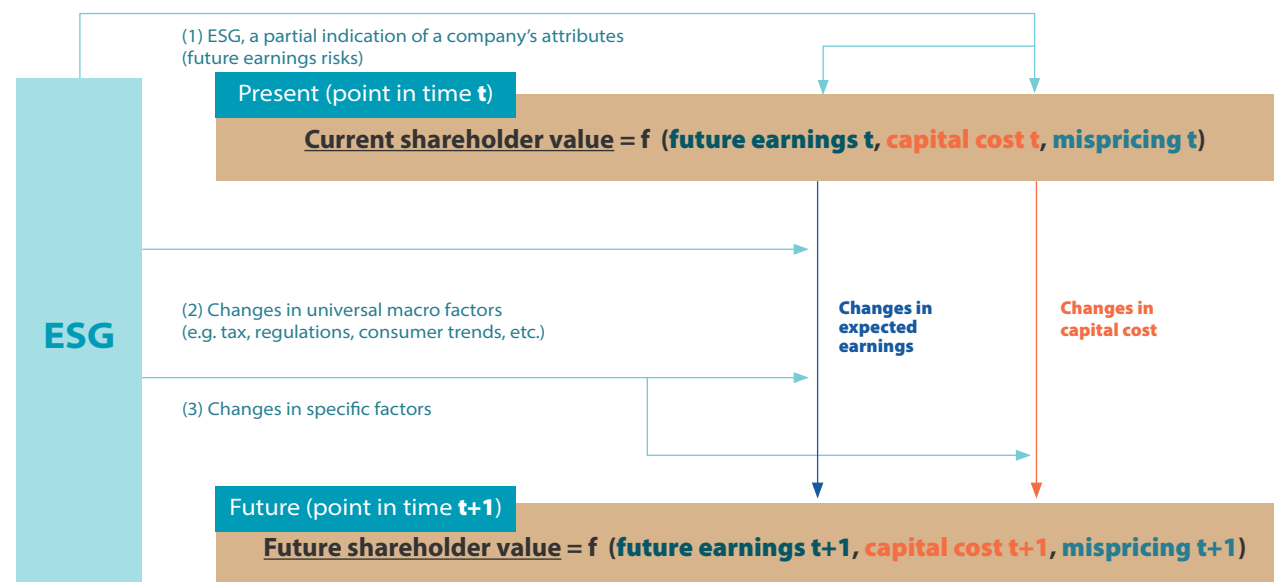 (1) ESG, a partial indication of a company’s attributes
(future earnings risks)
Present (point in time t)
Current shareholder value = f (future earnings t, capital cost t, mispricing t)
ESG
(2) Changes in universal macro factors
(e.g. tax, regulations, consumer trends, etc.)
Changes in
expected
earnings
Changes in
capital cost
(3) Changes in specific factors
Future (point in time t+1)
Future shareholder value = f (future earnings t+1, capital cost t+1, mispricing t+1)